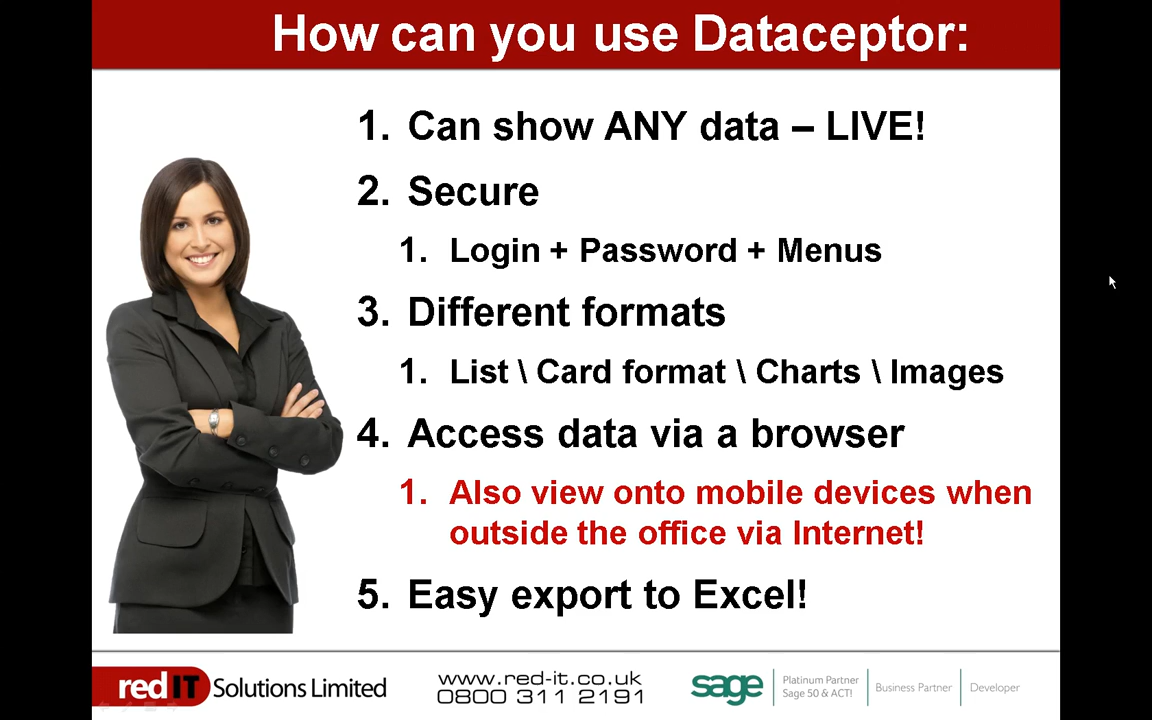 How can you use Dataceptor:
1. Can show ANY data – LIVE!
2. Secure
1. Login + Password + Menus
3. Different formats
1. List \ Card format \ Charts \ Images
4. Access data via a browser
1. Also view onto mobile devices when
outside the office via Internet!
5. Easy export to Excel!
red IT Solutions Limited
www.red-it.co.uk
0800 311 2191
sage
Platinum Partner
Sage 50 & ACT!
Business Partner
Developer